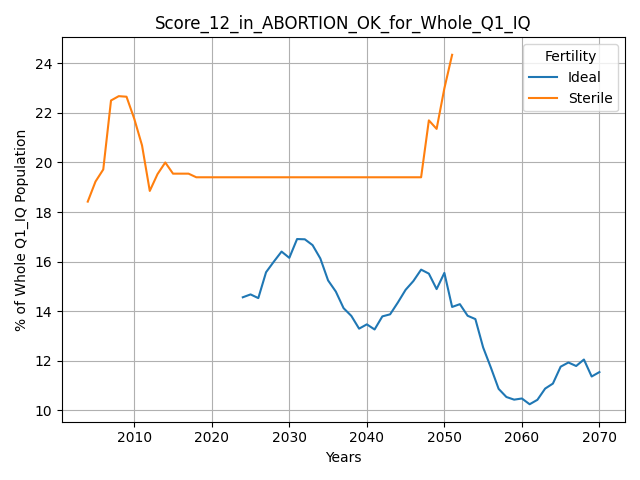 Score_12_in_ABORTION_OK_for_Whole_Q1_IQ
% of Whole Q1_IQ Population
24
22
20
18
16
14
12
10
Fertility
Ideal
Sterile
2010 2020 2030 2040 2050 2060 2070
Years